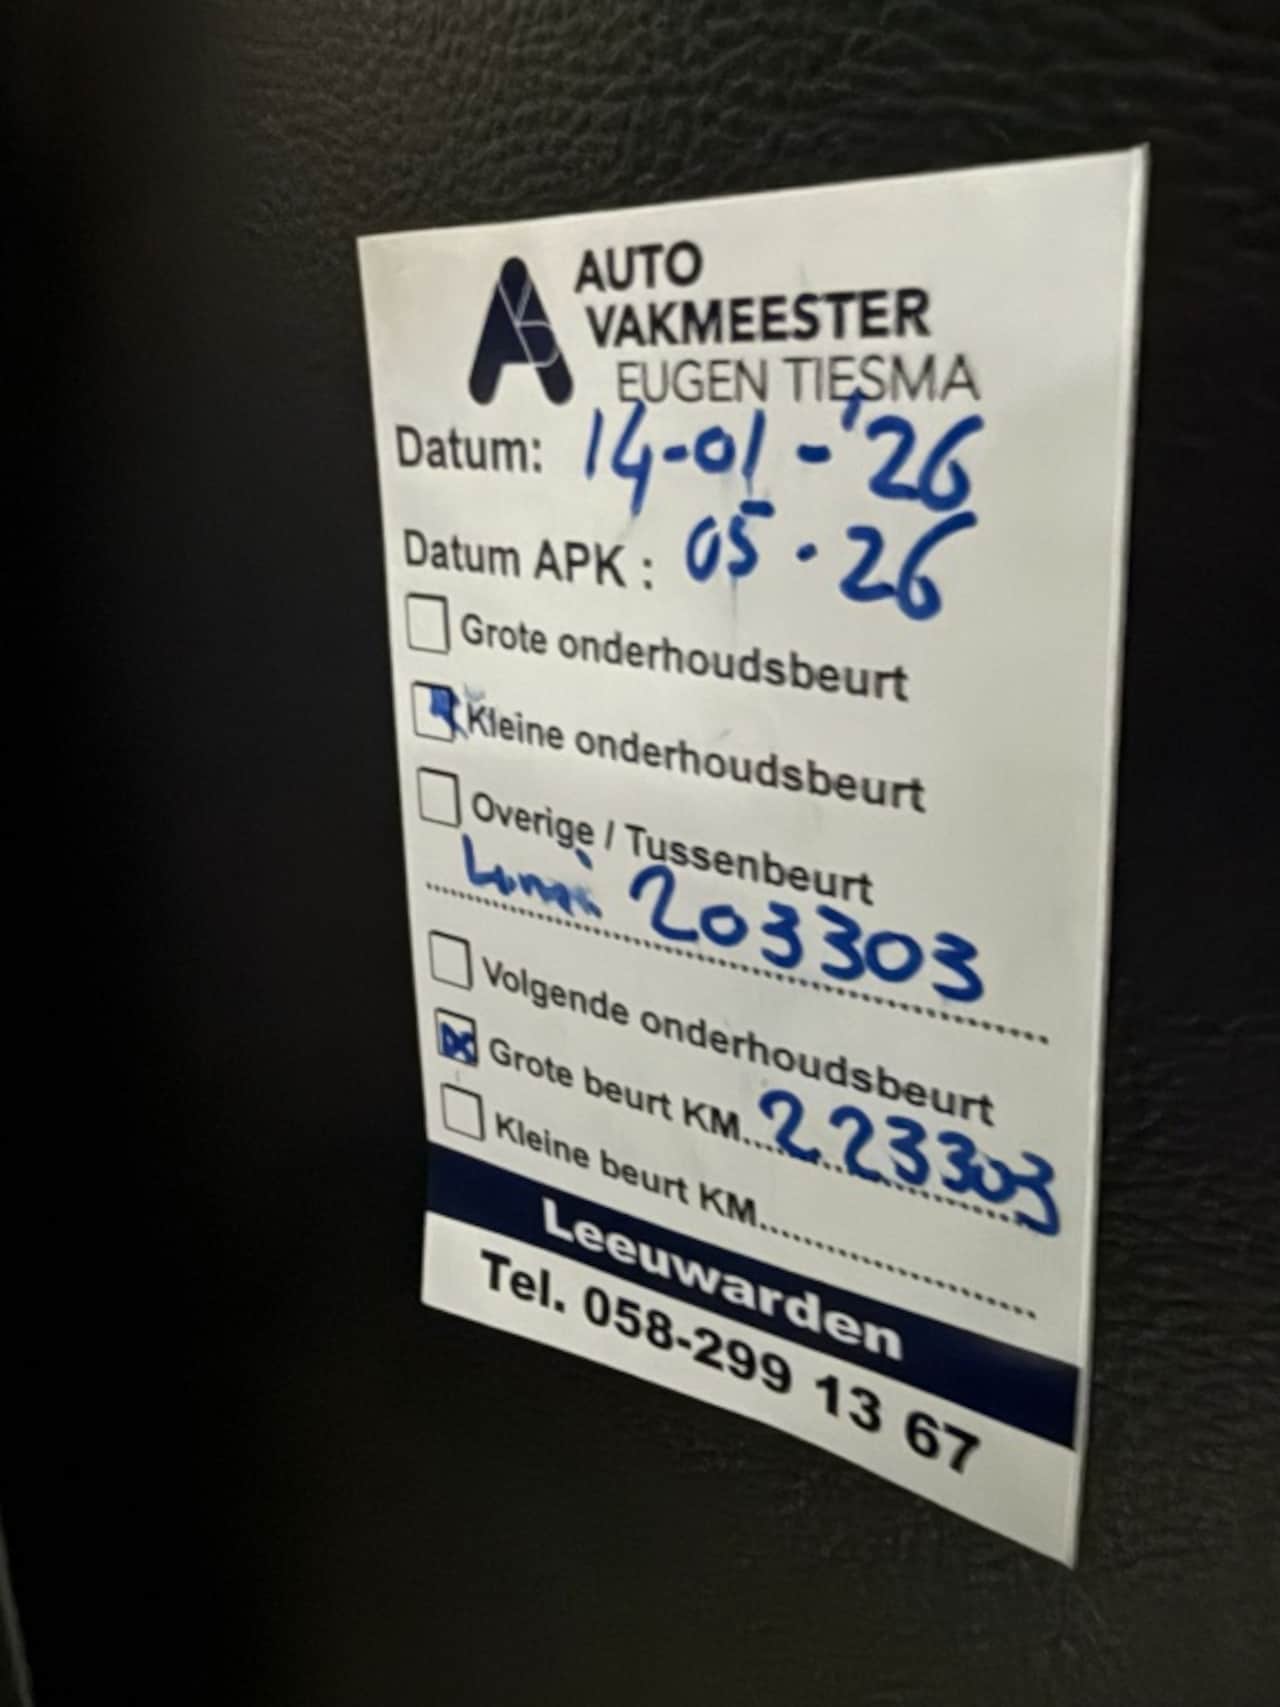 AUTO
VAKMEESTER
EUGEN TIESMA
Datum: 14-01-'26
Datum APK : 05-26
Grote onderhoudsbeurt
Kleine onderhoudsbeurt
Overige / Tussenbeurt
203303
Volgende onderhoudsbeurt
Grote beurt KM......223303
Kleine beurt KM..............................
Leeuwarden
Tel. 058-299 13 67